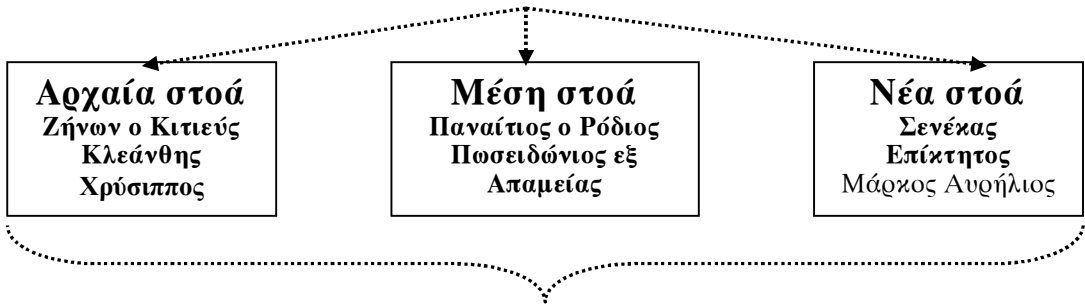 Αρχαία στοά
Ζήνων ο Κιτιεύς
Κλεάνθης
Χρύσιππος
Μέση στοά
Παναίτιος ο Ρόδιος
Πωσειδώνιος εξ
Απαμείας
Νέα στοά
Σενέκας
Επίκτητος
Μάρκος Αυρήλιος